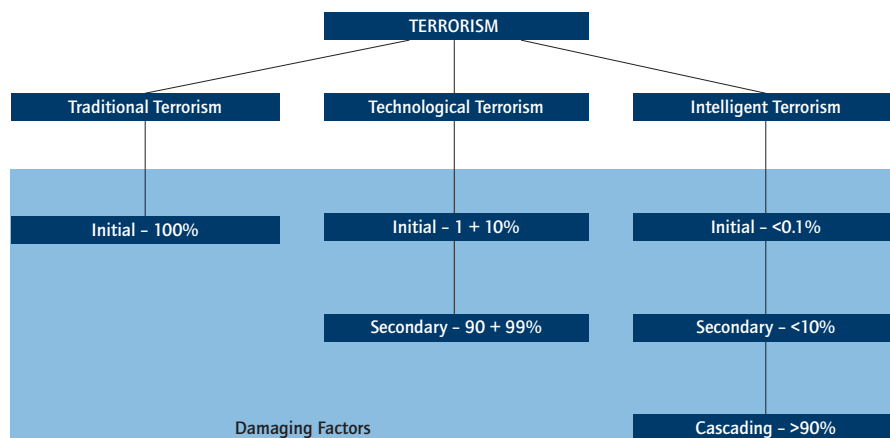 TERRORISM
Traditional Terrorism
Technological Terrorism
Intelligent Terrorism
Initial – 100%
Initial – 1 + 10%
Initial – <0.1%
Secondary – 90 + 99%
Secondary – <10%
Damaging Factors
Cascading – >90%